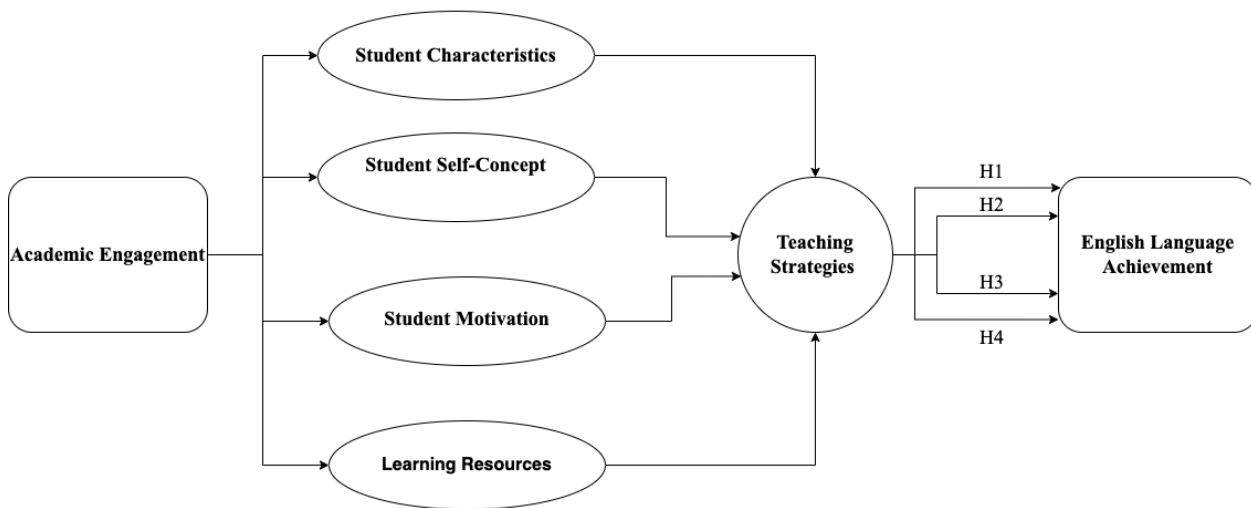 Student Characteristics
Student Self-Concept
Academic Engagement
Student Motivation
Learning Resources
Teaching
Strategies
H1
H2
H3
H4
English Language
Achievement